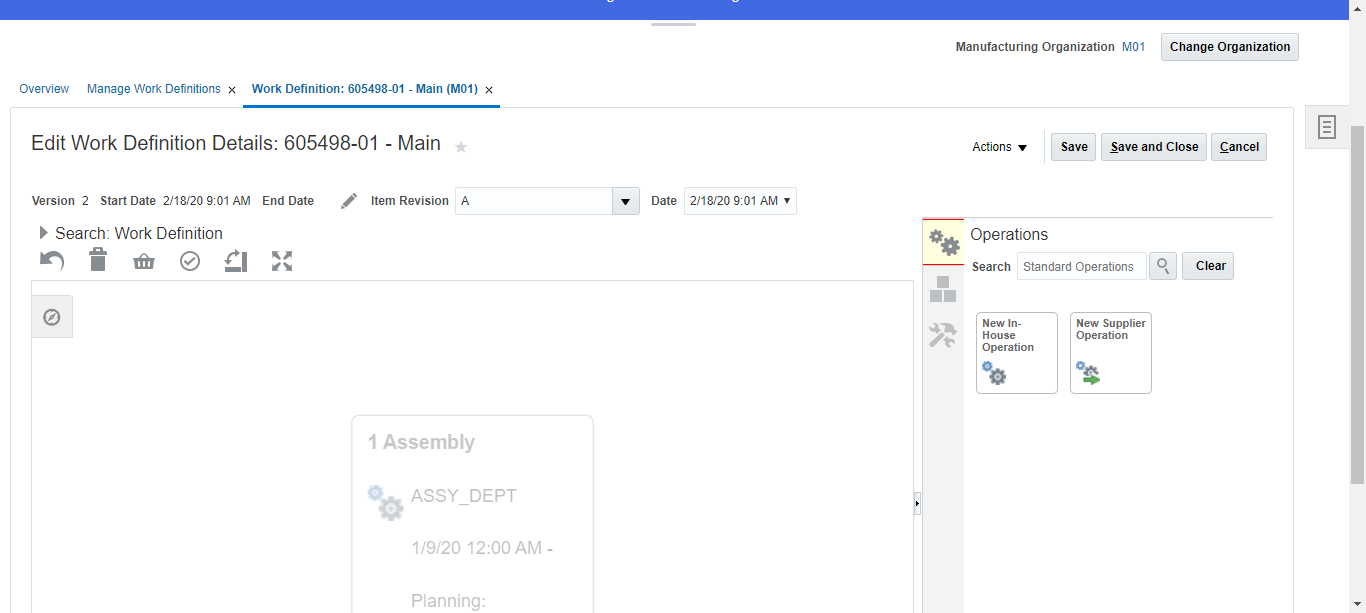 Manufacturing Organization M01 Change Organization
Overview Manage Work Definitions × Work Definition: 605498-01 - Main (M01) ×
Edit Work Definition Details: 605498-01 - Main
Actions Save Save and Close Cancel
Version 2 Start Date 2/18/20 9:01 AM End Date Item Revision A Date 2/18/20 9:01 AM
Search: Work Definition
Operations
Search Standard Operations Clear
New In-
House
Operation
New Supplier
Operation
1 Assembly
ASSY_DEPT
1/9/20 12:00 AM -
Planning: